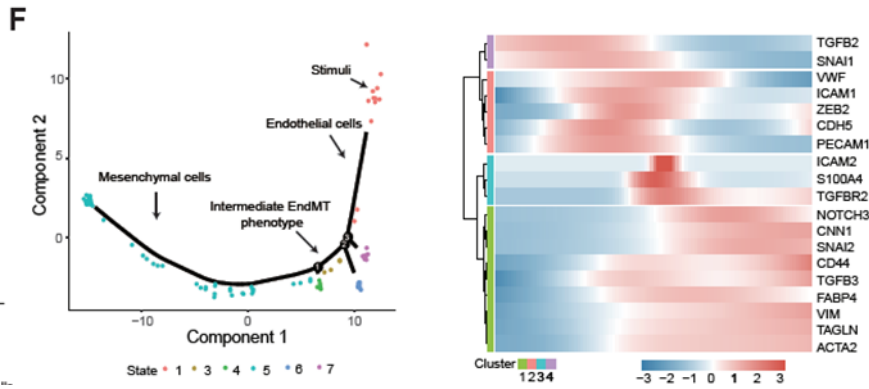 F
Component 2
10
5
0
−10
0
10
Component 1
Stimuli
Endothelial cells
Mesenchymal cells
Intermediate EndMT
phenotype
State 1 3 4 5 6 7
TGFB2
SNAI1
VWF
ICAM1
ZEB2
CDH5
PECAM1
ICAM2
S100A4
TGFBR2
NOTCH3
CNN1
SNAI2
CD44
TGFB3
FABP4
VIM
TAGLN
ACTA2
Cluster
1234
−3 −2 −1 0 1 2 3